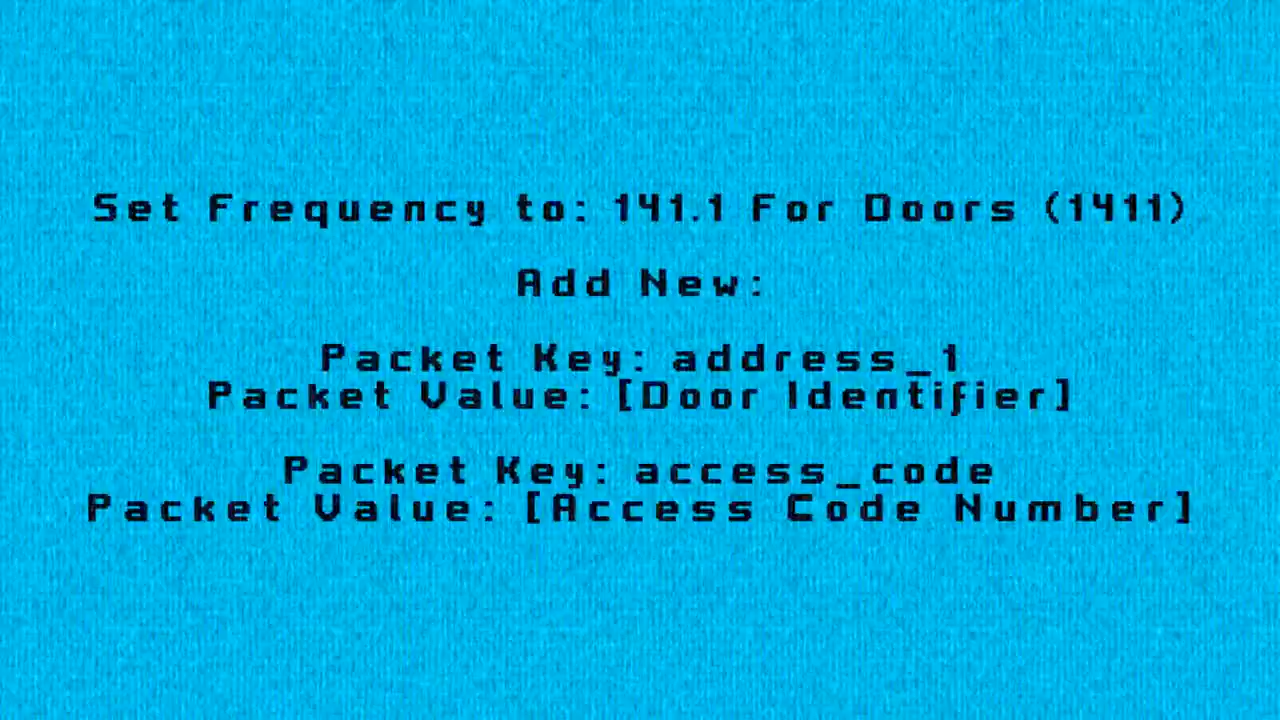 Set Frequency to: 141.1 For Doors (1411)
Add New:
Packet Key: address_1
Packet Value: [Door Identifier]
Packet Key: access_code
Packet Value: [Access Code Number]